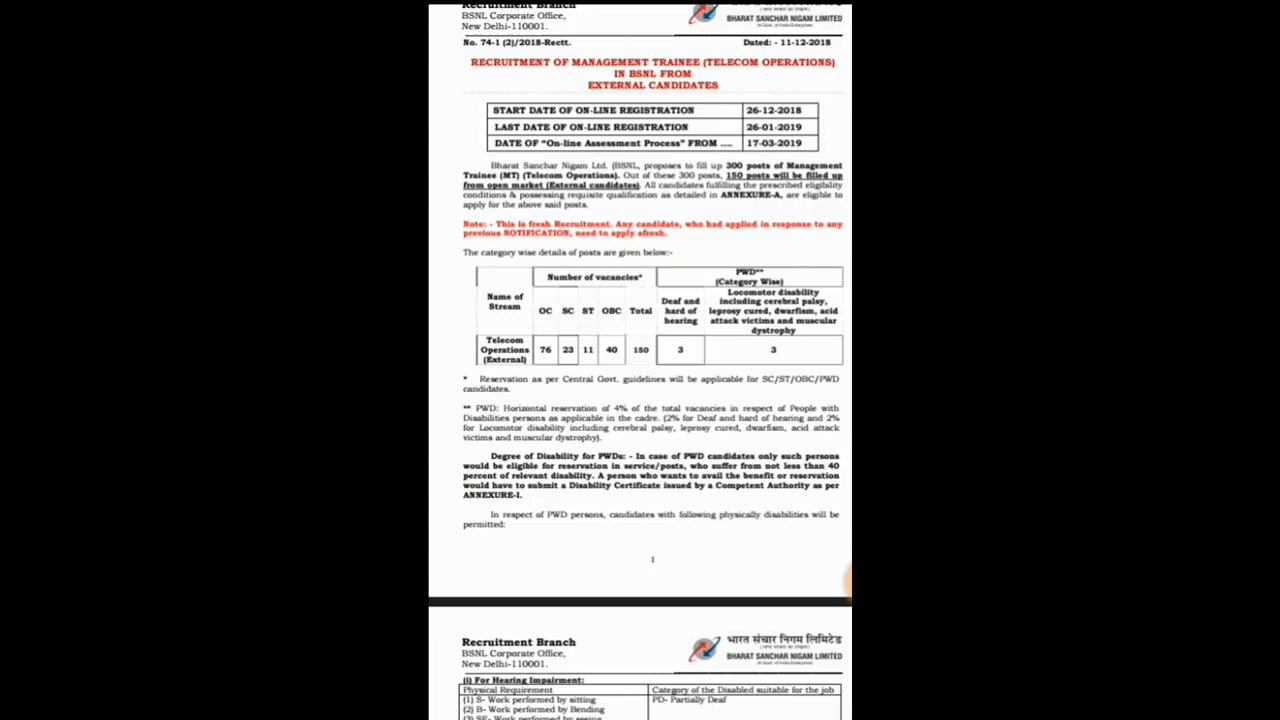 Recruitment Branch
BSNL Corporate Office,
New Delhi-110001.
BHARAT SANCHAR NIGAM LIMITED
No. 74-1 (2)/2018-Rectt. Dated: - 11-12-2018
RECRUITMENT OF MANAGEMENT TRAINEE (TELECOM OPERATIONS)
IN BSNL FROM
EXTERNAL CANDIDATES
START DATE OF ON-LINE REGISTRATION 26-12-2018
LAST DATE OF ON-LINE REGISTRATION 26-01-2019
DATE OF "On-line Assessment Process" FROM .... 17-03-2019
Bharat Sanchar Nigam Ltd. (BSNL, proposes to fill up 300 posts of Management
Trainee (MT) (Telecom Operations). Out of these 300 posts, 150 posts will be filled up
from open market (External candidates). All candidates fulfilling the prescribed eligibility
conditions & possessing requisite qualification as detailed in ANNEXURE-A, are eligible to
apply for the above said posts.
Note: - This is fresh Recruitment. Any candidate, who had applied in response to any
previous NOTIFICATION, need to apply afresh.
The category wise details of posts are given below:-
Name of
Stream
Number of vacancies*
PWD**
(Category Wise)
OC SC ST OBC Total
Deaf and
hard of
hearing
Locomotor disability
including cerebral palsy,
leprosy cured, dwarfism, acid
attack victims and muscular
dystrophy
Telecom
Operations
(External)
76 23 11 40 150 3 3
* Reservation as per Central Govt. guidelines will be applicable for SC/ST/OBC/PWD
candidates.
** PWD: Horizontal reservation of 4% of the total vacancies in respect of People with
Disabilities persons as applicable in the cadre. (2% for Deaf and hard of hearing and 2%
for Locomotor disability including cerebral palsy, leprosy cured, dwarfism, acid attack
victims and muscular dystrophy).
Degree of Disability for PWDs: - In case of PWD candidates only such persons
would be eligible for reservation in service/posts, who suffer from not less than 40
percent of relevant disability. A person who wants to avail the benefit or reservation
would have to submit a Disability Certificate issued by a Competent Authority as per
ANNEXURE-I.
In respect of PWD persons, candidates with following physically disabilities will be
permitted:
1
Recruitment Branch
BSNL Corporate Office,
New Delhi-110001.
भारत संचार निगम लिमिटेड
BHARAT SANCHAR NIGAM LIMITED
(i) For Hearing Impairment:
Physical Requirement Category of the Disabled suitable for the job
(1) S- Work performed by sitting PD- Partially Deaf
(2) B- Work performed by Bending
(3) SE- Work performed by seeing